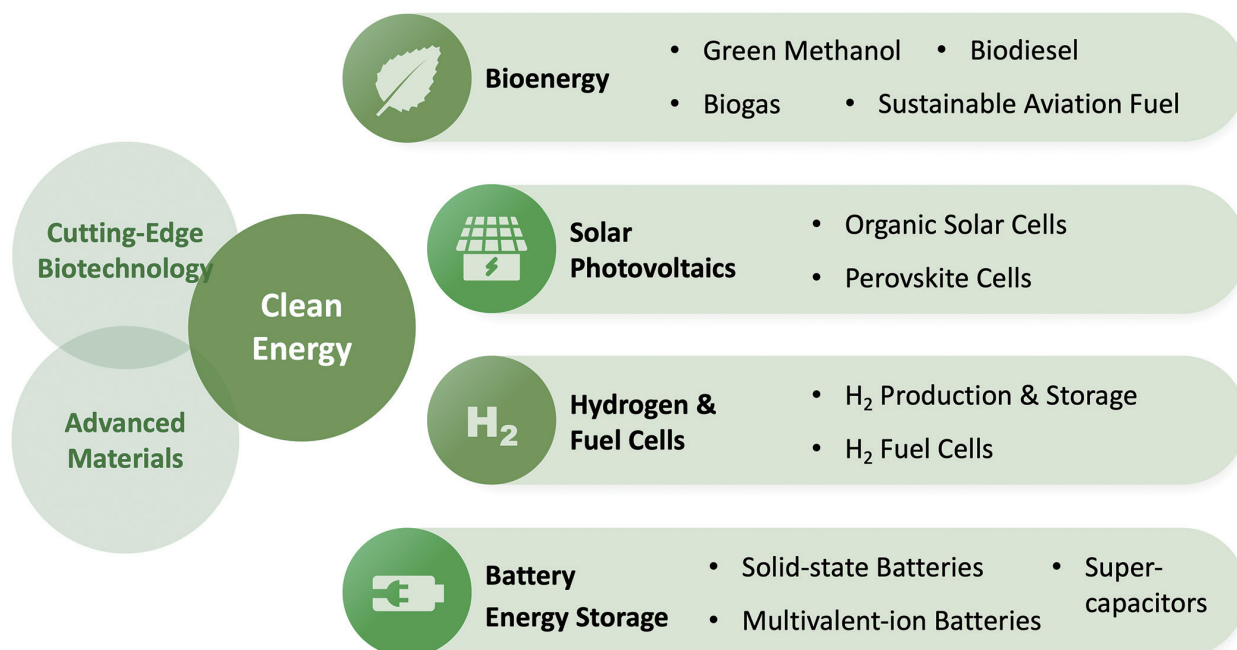 Cutting-Edge
Biotechnology
Advanced
Materials
Clean
Energy
Bioenergy
• Green Methanol • Biodiesel
• Biogas • Sustainable Aviation Fuel
Solar
Photovoltaics
• Organic Solar Cells
• Perovskite Cells
H₂
Hydrogen &
Fuel Cells
• H₂ Production & Storage
• H₂ Fuel Cells
Battery
Energy Storage
• Solid-state Batteries
• Multivalent-ion Batteries
• Super-
capacitors